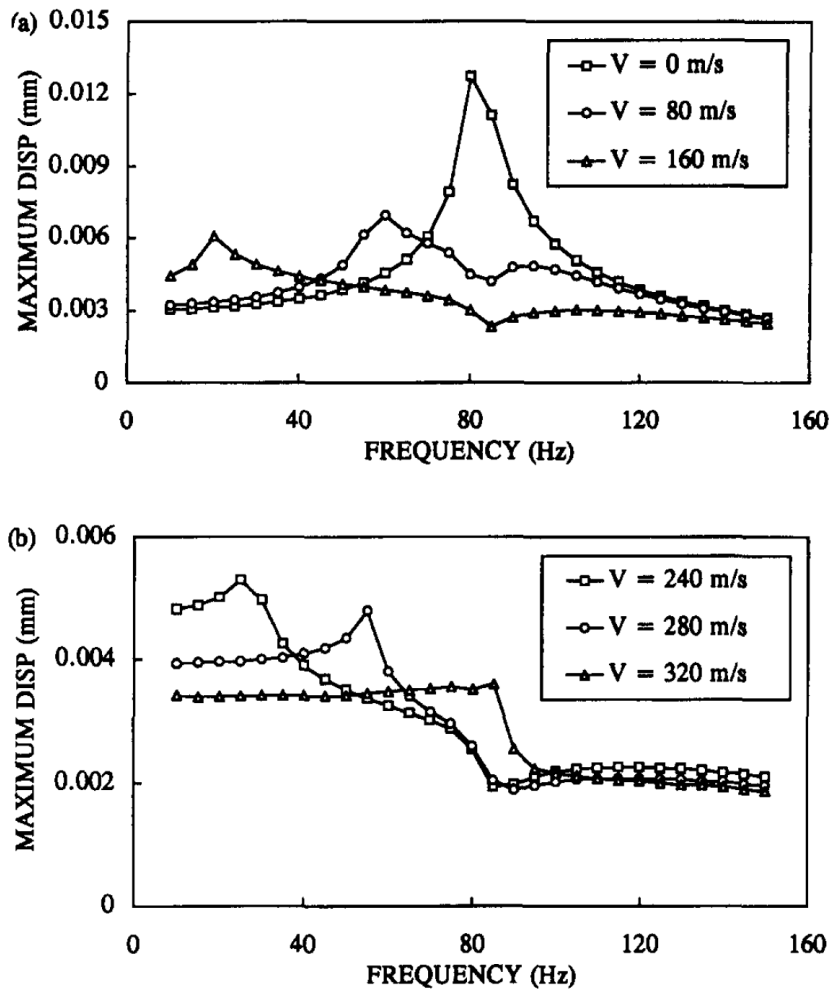 (a)
0.015
0.012
0.009
0.006
0.003
0
MAXIMUM DISP (mm)
V = 0 m/s
V = 80 m/s
V = 160 m/s
0 40 80 120 160
FREQUENCY (Hz)
(b)
0.006
0.004
0.002
0
MAXIMUM DISP (mm)
V = 240 m/s
V = 280 m/s
V = 320 m/s
0 40 80 120 160
FREQUENCY (Hz)